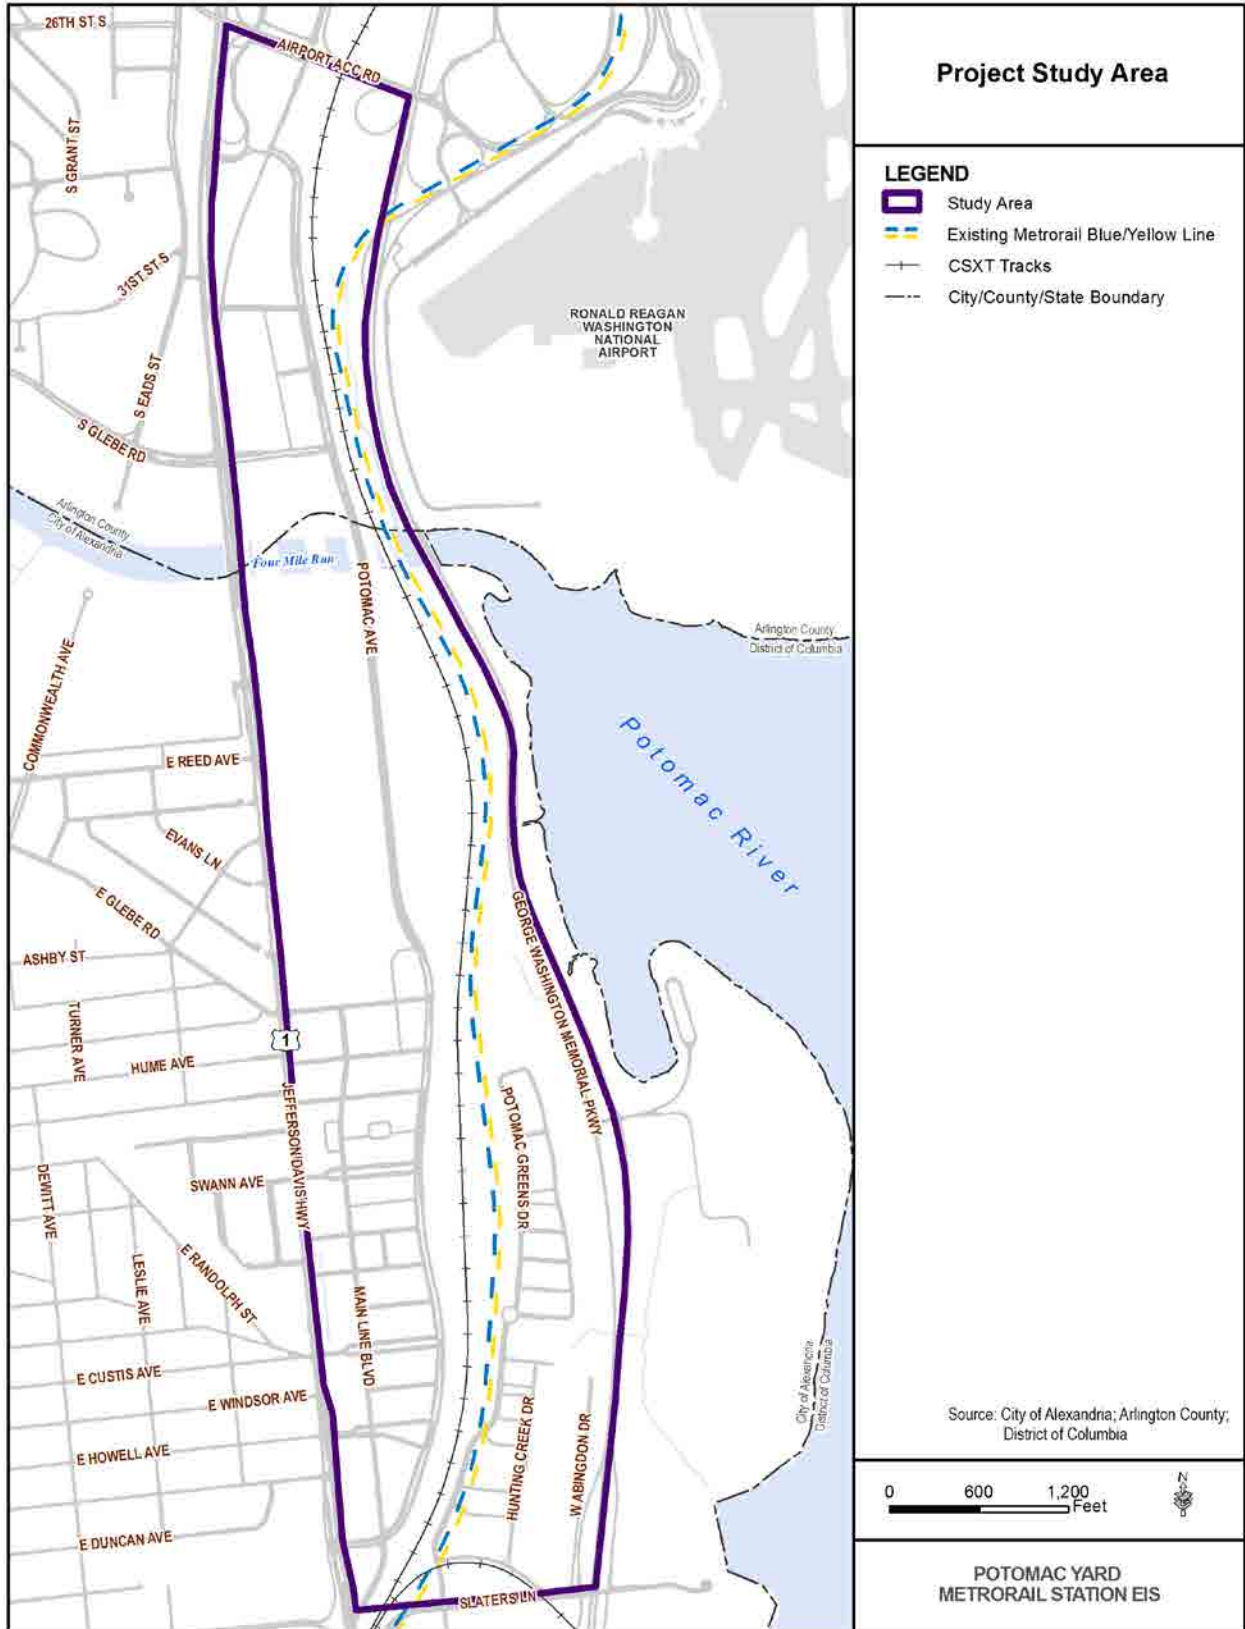 Project Study Area
LEGEND
Study Area
Existing Metrorail Blue/Yellow Line
CSXT Tracks
City/County/State Boundary
26TH ST S
AIRPORT ACC RD
S GRANT ST
31ST ST S
S EADS ST
S GLEBE RD
RONALD REAGAN
WASHINGTON
NATIONAL
AIRPORT
Arlington County
City of Alexandria
Four Mile Run
POTOMAC AVE
Arlington County
District of Columbia
COMMONWEALTH AVE
Potomac River
E REED AVE
EVANS LN
E GLEBE RD
GEORGE WASHINGTON MEMORIAL PKWY
ASHBY ST
TURNER AVE
1
HUME AVE
JEFFERSON DAVIS HWY
POTOMAC GREENS DR
DEWITT AVE
SWANN AVE
LESLIE AVE
E RANDOLPH ST
MAIN LINE BLVD
E CUSTIS AVE
E WINDSOR AVE
City of Alexandria
District of Columbia
HUNTING CREEK DR
W ABINGDON DR
E HOWELL AVE
E DUNCAN AVE
SLATERS LN
Source: City of Alexandria; Arlington County;
District of Columbia
0 600 1,200
Feet
N
POTOMAC YARD
METRORAIL STATION EIS